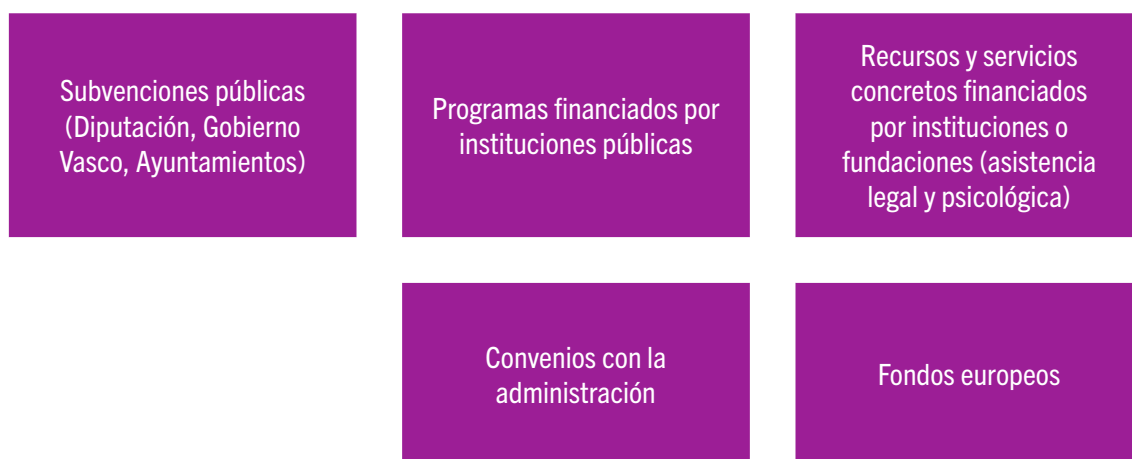 Subvenciones públicas
(Diputación, Gobierno
Vasco, Ayuntamientos)
Programas financiados por
instituciones públicas
Recursos y servicios
concretos financiados
por instituciones o
fundaciones (asistencia
legal y psicológica)
Convenios con la
administración
Fondos europeos